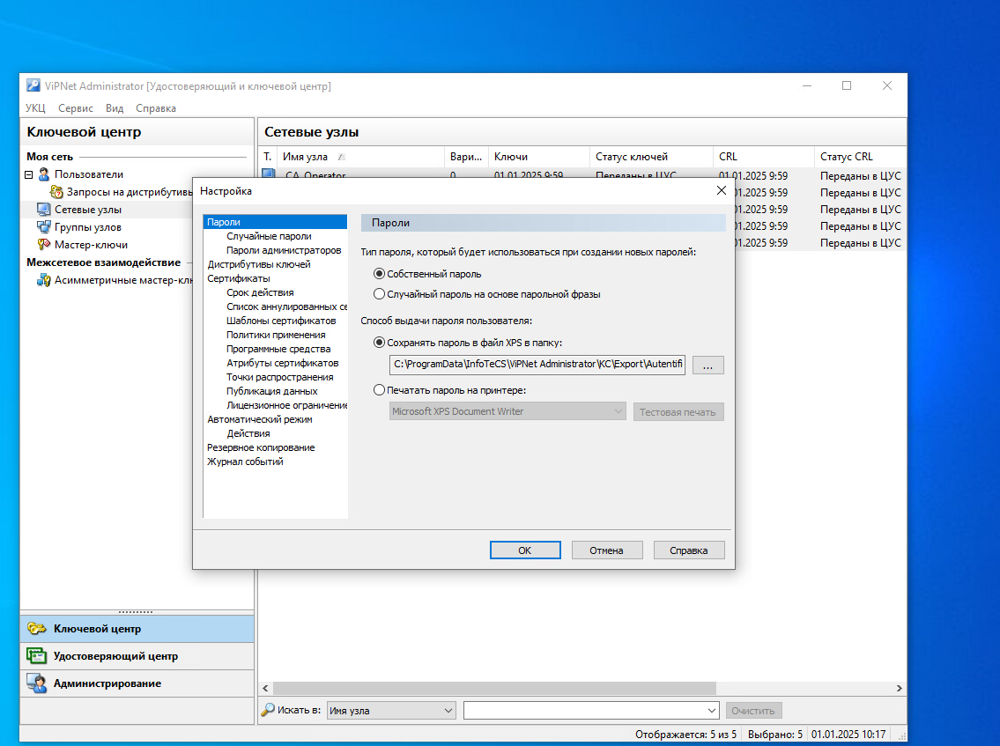 ViPNet Administrator [Удостоверяющий и ключевой центр]
УКЦ Сервис Вид Справка
Ключевой центр
Моя сеть
Пользователи
Запросы на дистрибутивы
Сетевые узлы
Группы узлов
Мастер-ключи
Межсетевое взаимодействие
Асимметричные мастер-клю
Сетевые узлы
Т. Имя узла Вари... Ключи Статус ключей CRL Статус CRL
CA_Operator 0 01.01.2025 9:59 Переданы в ЦУС 01.01.2025 9:59 Переданы в ЦУС
01.2025 9:59 Переданы в ЦУС
01.2025 9:59 Переданы в ЦУС
01.2025 9:59 Переданы в ЦУС
01.2025 9:59 Переданы в ЦУС
Настройка
Пароли
Случайные пароли
Пароли администраторов
Дистрибутивы ключей
Сертификаты
Срок действия
Список аннулированных се
Шаблоны сертификатов
Политики применения
Программные средства
Атрибуты сертификатов
Точки распространения
Публикация данных
Лицензионное ограничение
Автоматический режим
Действия
Резервное копирование
Журнал событий
Пароли
Тип пароля, который будет использоваться при создании новых паролей:
Собственный пароль
Случайный пароль на основе парольной фразы
Способ выдачи пароля пользователя:
Сохранять пароль в файл XPS в папку:
C:\ProgramData\InfoTeCS\ViPNet Administrator\KC\Export\Autentifi
...
Печатать пароль на принтере:
Microsoft XPS Document Writer
Тестовая печать
OK Отмена Справка
Ключевой центр
Удостоверяющий центр
Администрирование
Искать в: Имя узла Очистить
Отображается: 5 из 5 Выбрано: 5 01.01.2025 10:17